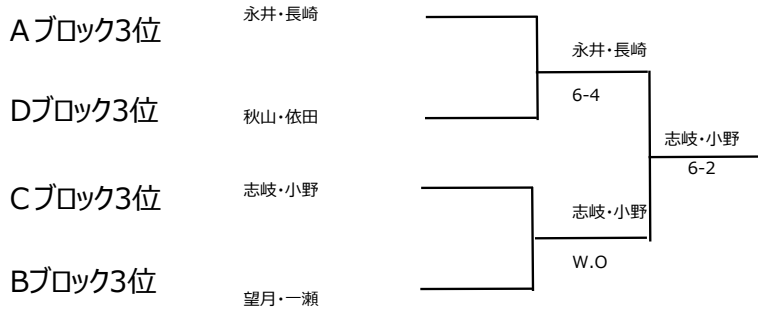 Aブロック3位
永井・長崎
永井・長崎
6-4
Dブロック3位
秋山・依田
志岐・小野
6-2
Cブロック3位
志岐・小野
志岐・小野
W.O
Bブロック3位
望月・一瀬